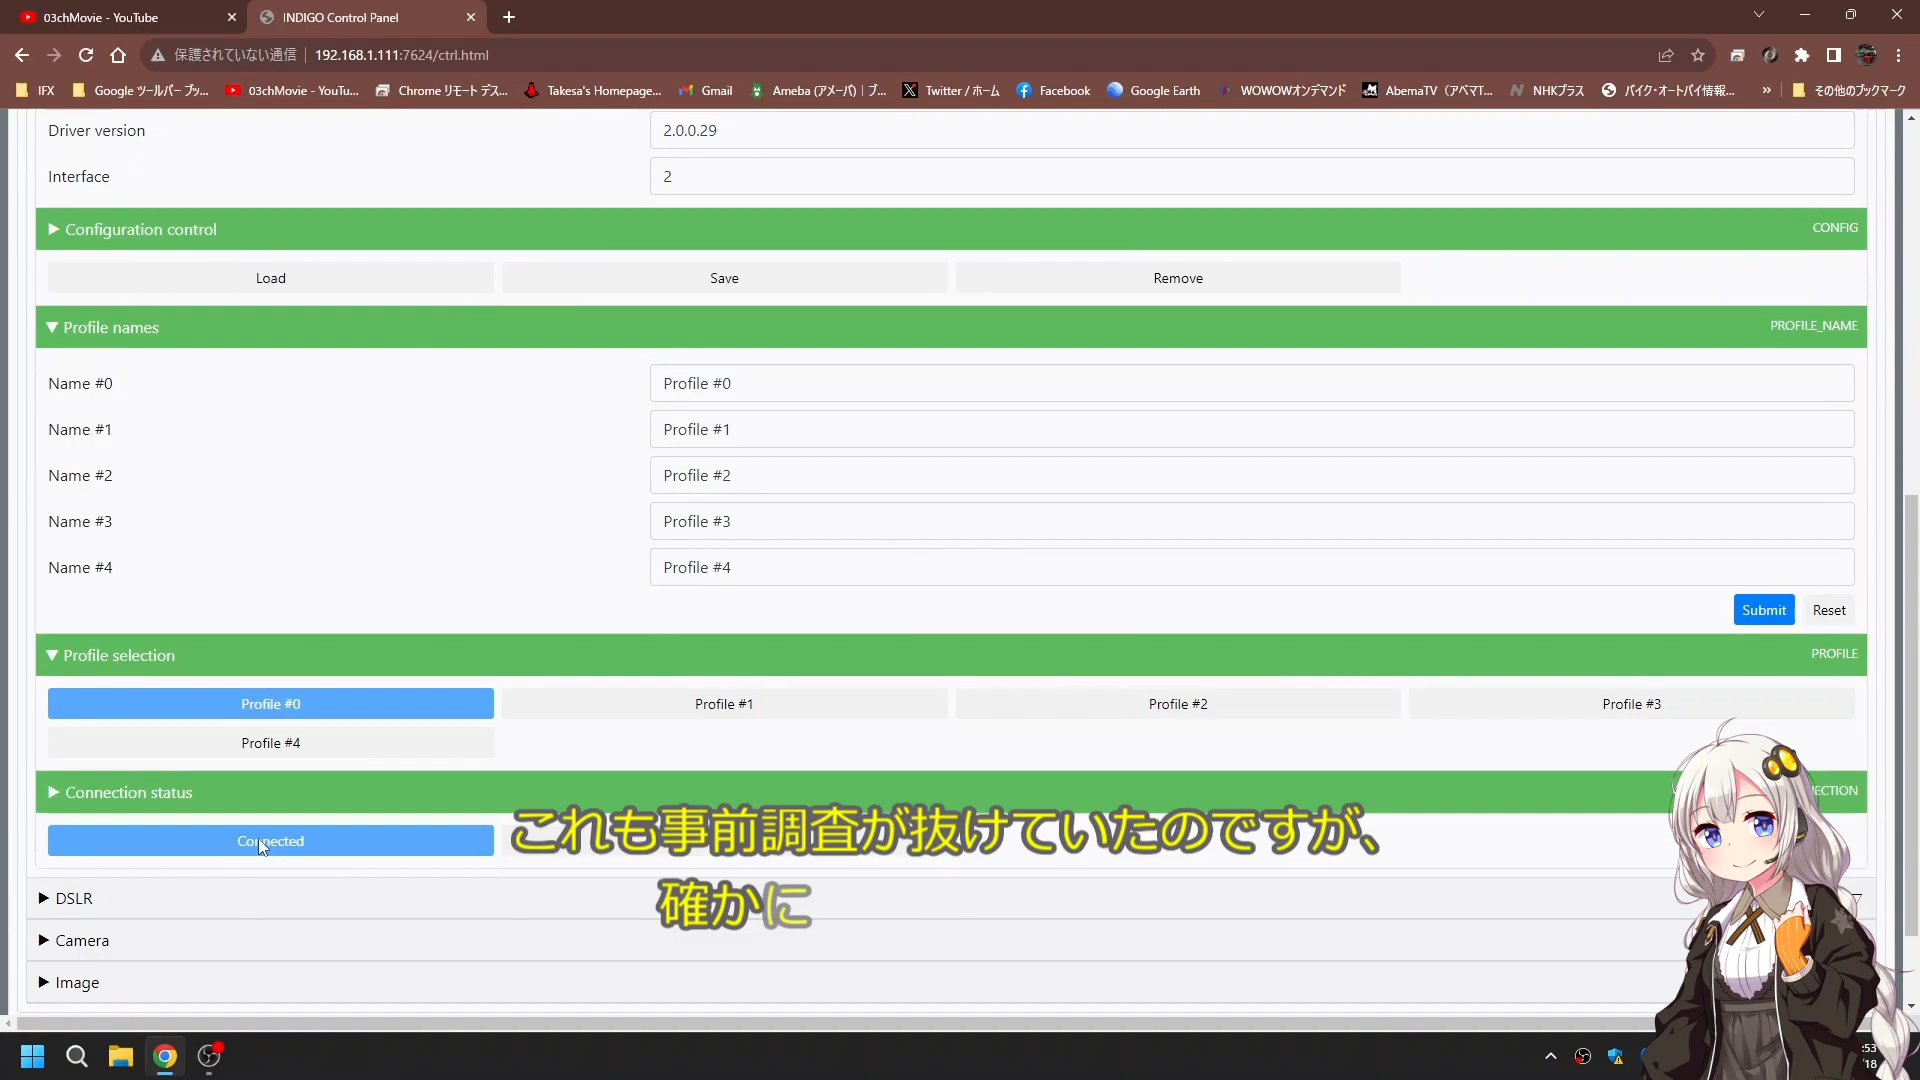 03chMovie - YouTube
INDIGO Control Panel
保護されていない通信
192.168.1.111:7624/ctrl.html
IFX
Google ツールバー ブッ...
03chMovie - YouTu...
Chrome リモート デス...
Takesa's Homepage...
Gmail
Ameba (アメーバ) | ブ...
Twitter / ホーム
Facebook
Google Earth
WOWOWオンデマンド
AbemaTV（アベマT...
NHKプラス
バイク・オートバイ情報...
»
その他のブックマーク
Driver version
2.0.0.29
Interface
2
Configuration control
CONFIG
Load
Save
Remove
Profile names
PROFILE_NAME
Name #0
Profile #0
Name #1
Profile #1
Name #2
Profile #2
Name #3
Profile #3
Name #4
Profile #4
Submit
Reset
Profile selection
PROFILE
Profile #0
Profile #1
Profile #2
Profile #3
Profile #4
Connection status
ECTION
Connected
これも事前調査が抜けていたのですが、
確かに
DSLR
Camera
Image
:53
'18